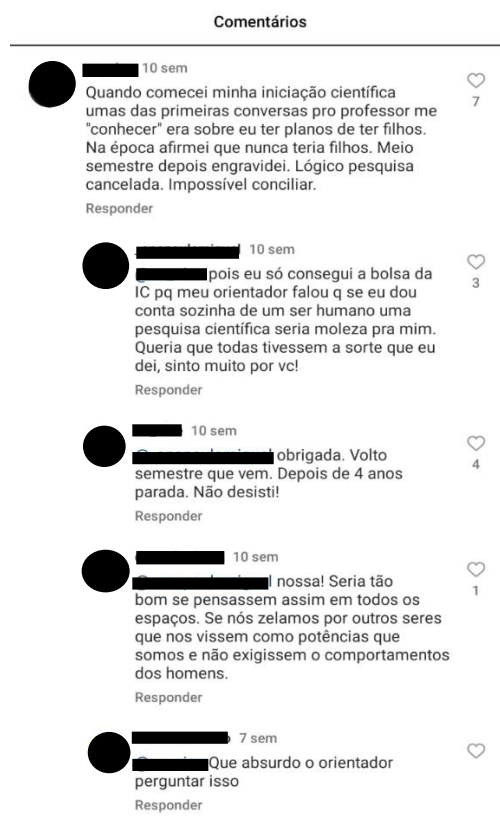 Comentários
10 sem
Quando comecei minha iniciação científica
umas das primeiras conversas pro professor me
"conhecer" era sobre eu ter planos de ter filhos.
Na época afirmei que nunca teria filhos. Meio
semestre depois engravidei. Lógico pesquisa
cancelada. Impossível conciliar.
7
Responder
10 sem
pois eu só consegui a bolsa da
IC pq meu orientador falou q se eu dou
conta sozinha de um ser humano uma
pesquisa científica seria moleza pra mim.
Queria que todas tivessem a sorte que eu
dei, sinto muito por vc!
3
Responder
10 sem
obrigada. Volto
semestre que vem. Depois de 4 anos
parada. Não desisti!
4
Responder
10 sem
nossa! Seria tão
bom se pensassem assim em todos os
espaços. Se nós zelamos por outros seres
que nos vissem como potências que
somos e não exigissem o comportamentos
dos homens.
1
Responder
7 sem
Que absurdo o orientador
perguntar isso
Responder